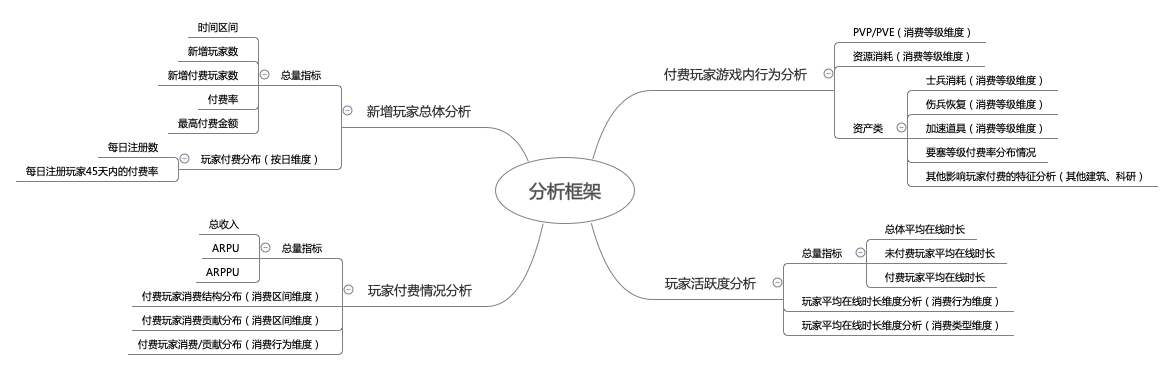 分析框架
新增玩家总体分析
总量指标
时间区间
新增玩家数
新增付费玩家数
付费率
最高付费金额
玩家付费分布（按日维度）
每日注册数
每日注册玩家45天内的付费率
玩家付费情况分析
总量指标
总收入
ARPU
ARPPU
付费玩家消费结构分布（消费区间维度）
付费玩家消费贡献分布（消费区间维度）
付费玩家消费/贡献分布（消费行为维度）
付费玩家游戏内行为分析
PVP/PVE（消费等级维度）
资源消耗（消费等级维度）
资产类
士兵消耗（消费等级维度）
伤兵恢复（消费等级维度）
加速道具（消费等级维度）
要塞等级付费率分布情况
其他影响玩家付费的特征分析（其他建筑、科研）
玩家活跃度分析
总量指标
总体平均在线时长
未付费玩家平均在线时长
付费玩家平均在线时长
玩家平均在线时长维度分析（消费行为维度）
玩家平均在线时长维度分析（消费类型维度）